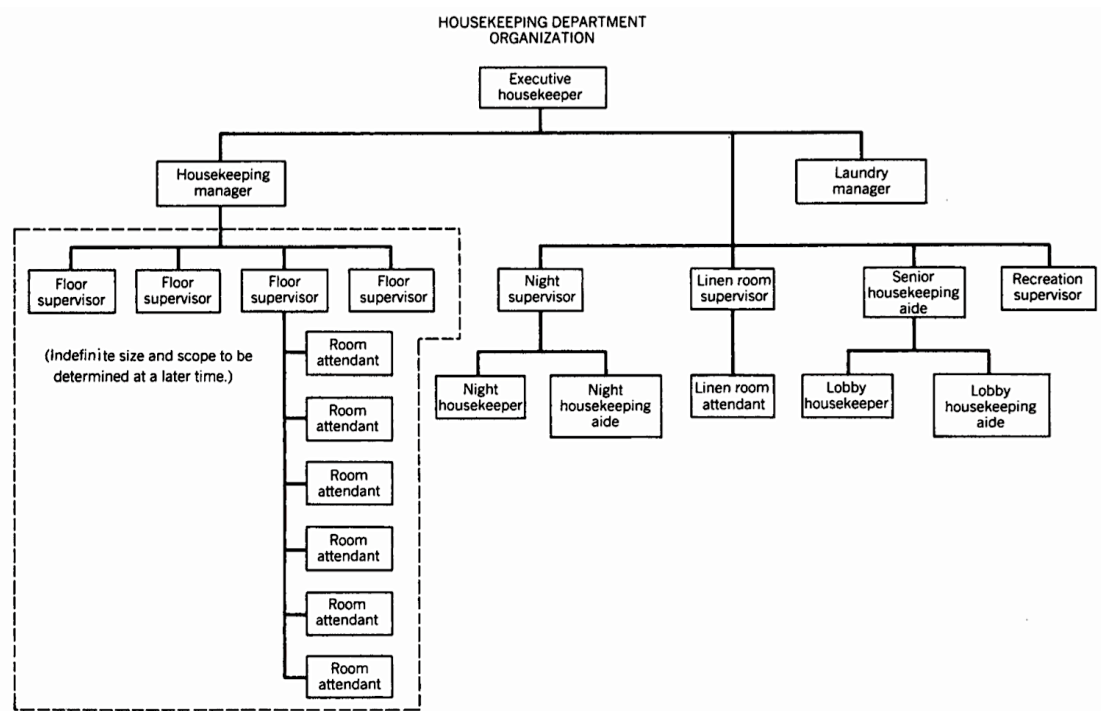 HOUSEKEEPING DEPARTMENT
ORGANIZATION
Executive
housekeeper
Housekeeping
manager
Laundry
manager
Floor
supervisor
Floor
supervisor
Floor
supervisor
Floor
supervisor
Night
supervisor
Linen room
supervisor
Senior
housekeeping
aide
Recreation
supervisor
(Indefinite size and scope to be
determined at a later time.)
Room
attendant
Room
attendant
Room
attendant
Room
attendant
Room
attendant
Room
attendant
Night
housekeeper
Night
housekeeping
aide
Linen room
attendant
Lobby
housekeeper
Lobby
housekeeping
aide